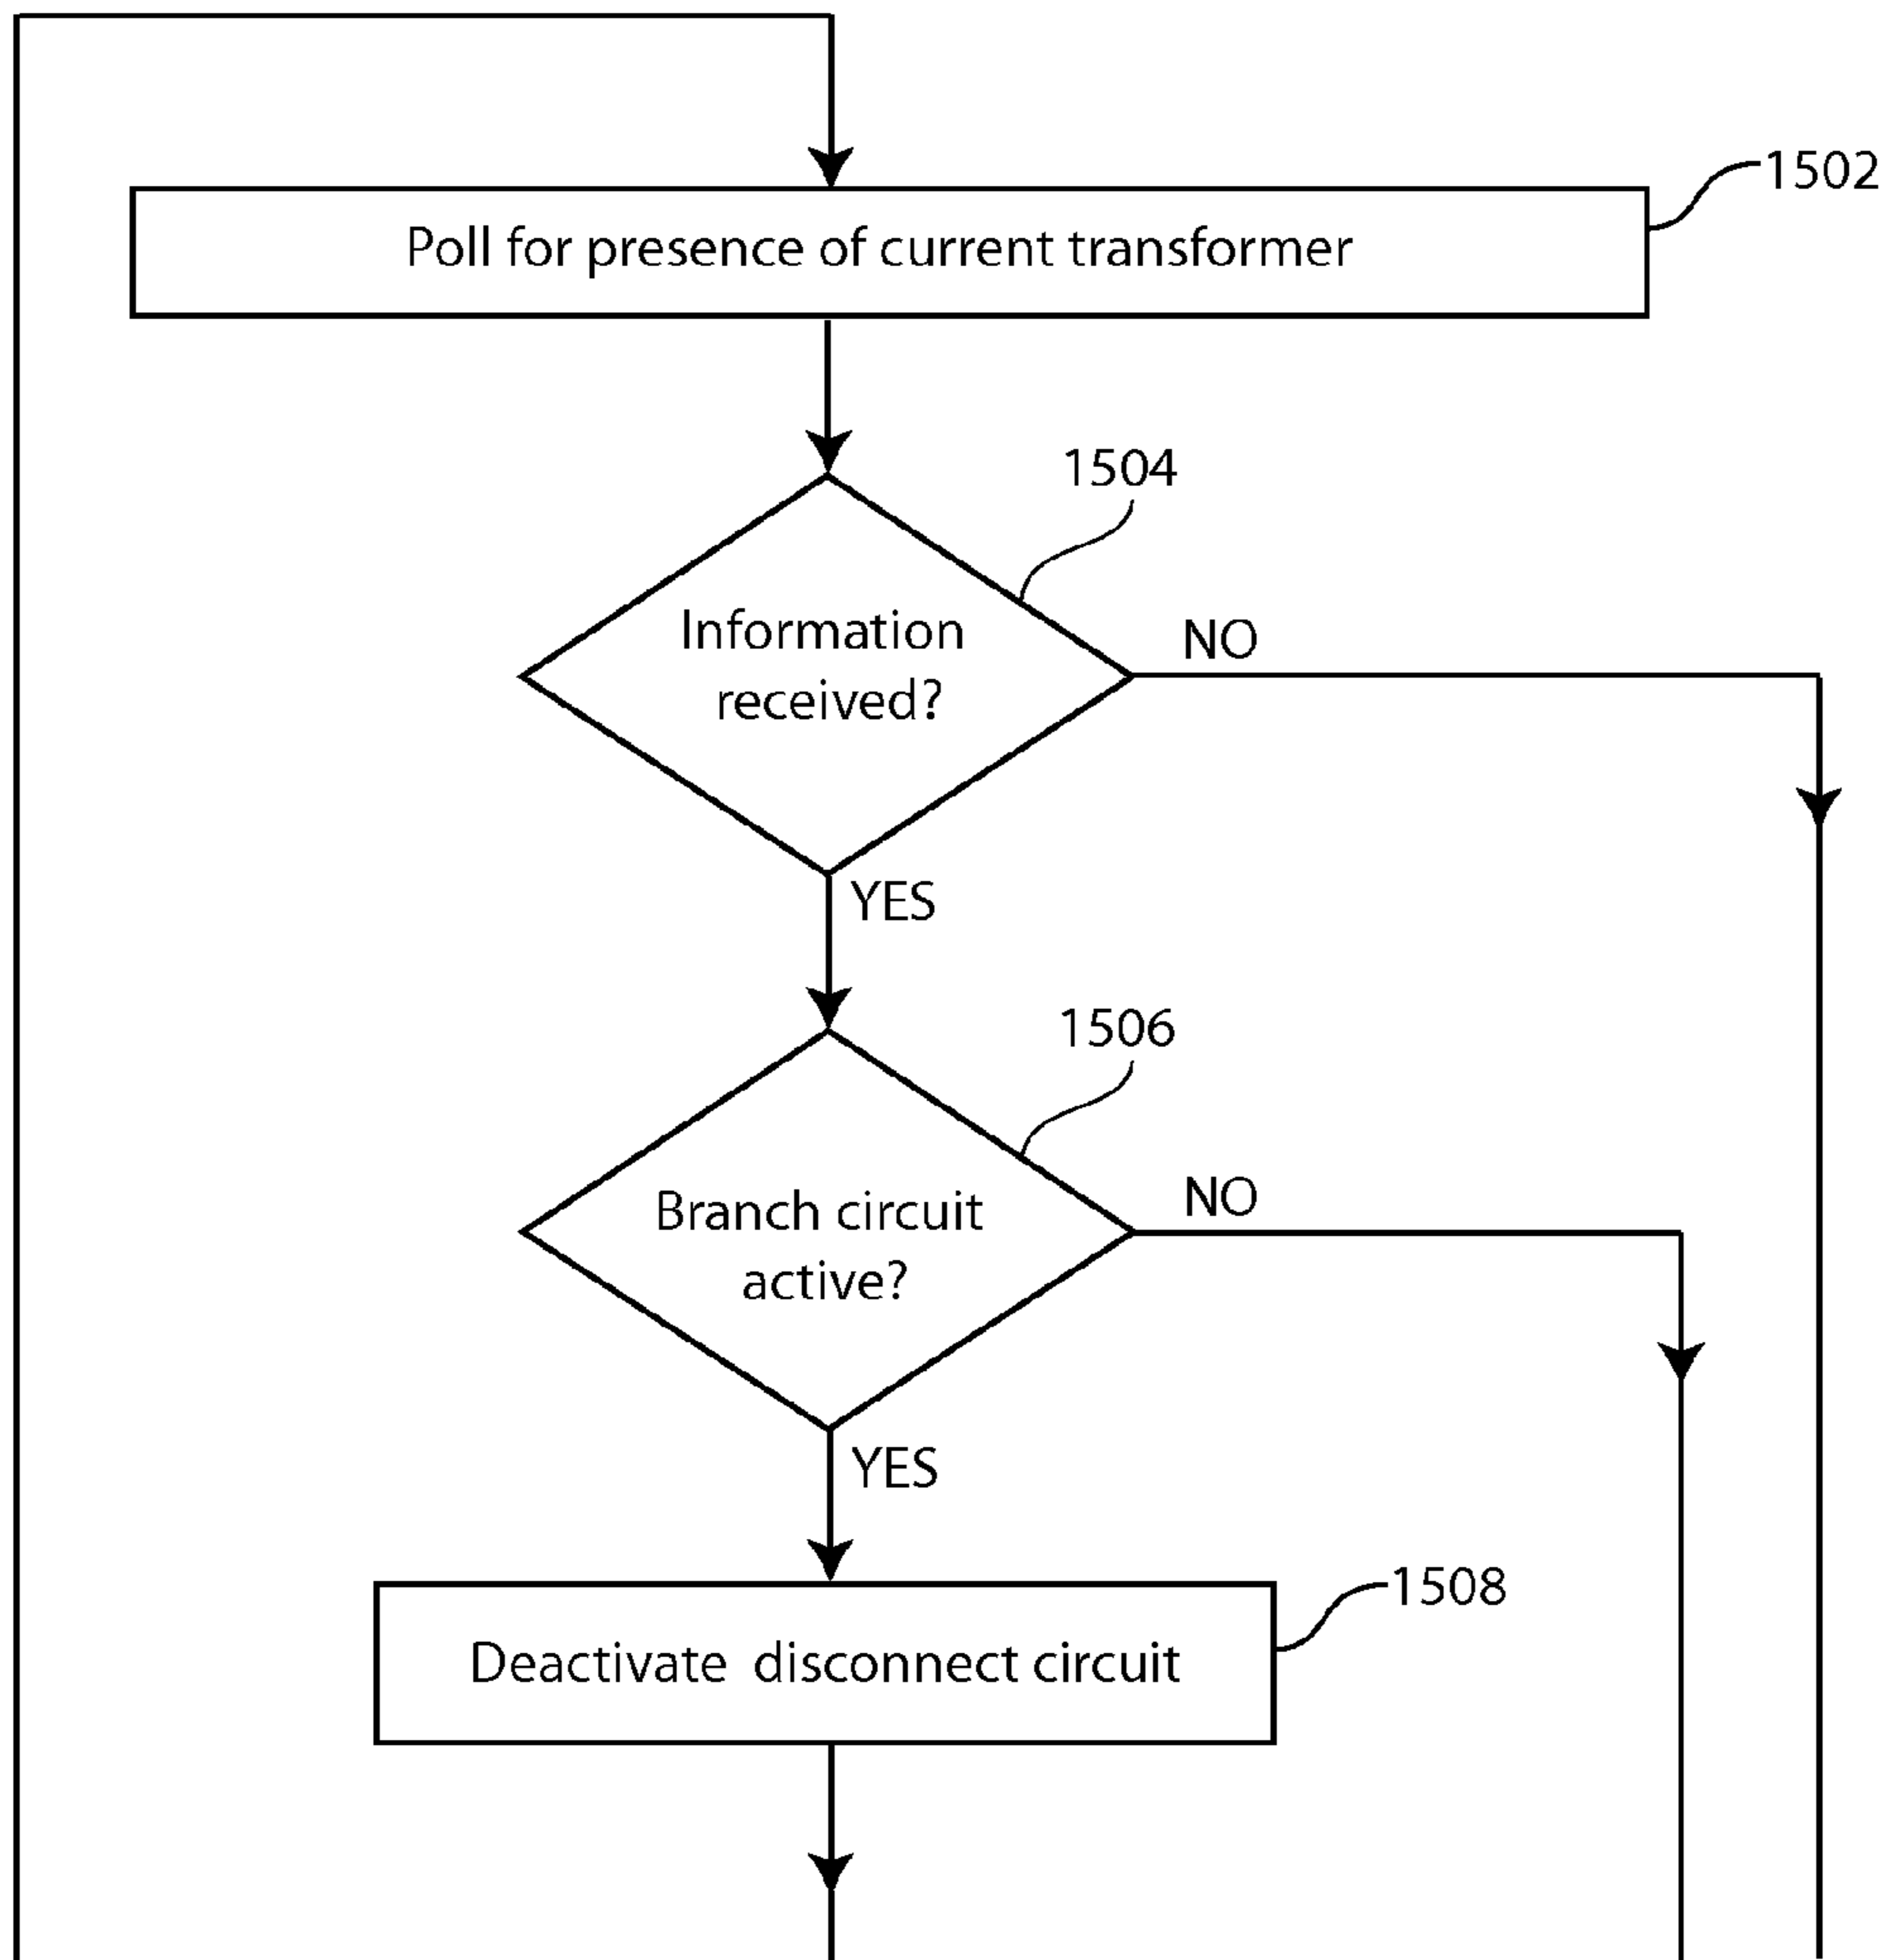 1502
Poll for presence of current transformer
1504
Information
received?
NO
YES
1506
Branch circuit
active?
NO
YES
1508
Deactivate disconnect circuit